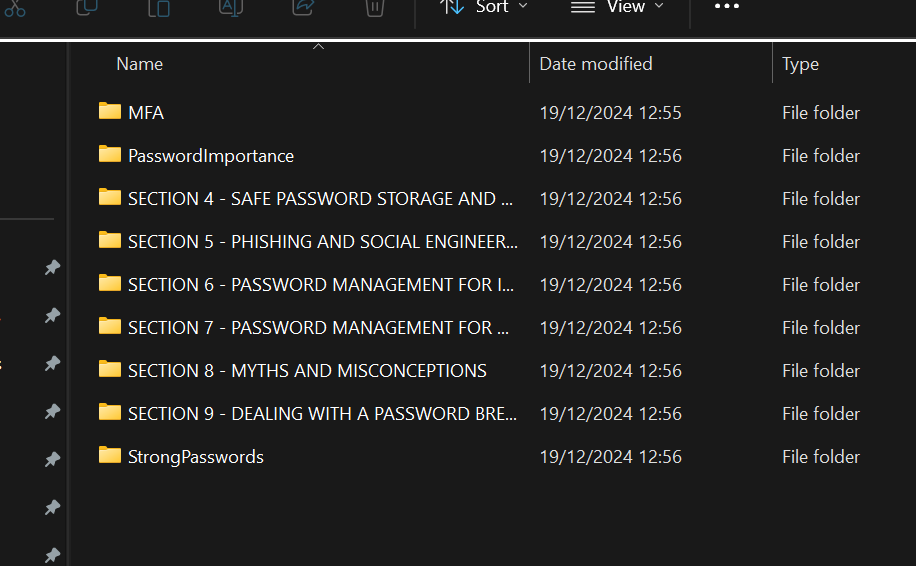 Sort View
Name Date modified Type
MFA 19/12/2024 12:55 File folder
PasswordImportance 19/12/2024 12:56 File folder
SECTION 4 - SAFE PASSWORD STORAGE AND ... 19/12/2024 12:56 File folder
SECTION 5 - PHISHING AND SOCIAL ENGINEER... 19/12/2024 12:56 File folder
SECTION 6 - PASSWORD MANAGEMENT FOR I... 19/12/2024 12:56 File folder
SECTION 7 - PASSWORD MANAGEMENT FOR ... 19/12/2024 12:56 File folder
SECTION 8 - MYTHS AND MISCONCEPTIONS 19/12/2024 12:56 File folder
SECTION 9 - DEALING WITH A PASSWORD BRE... 19/12/2024 12:56 File folder
StrongPasswords 19/12/2024 12:56 File folder